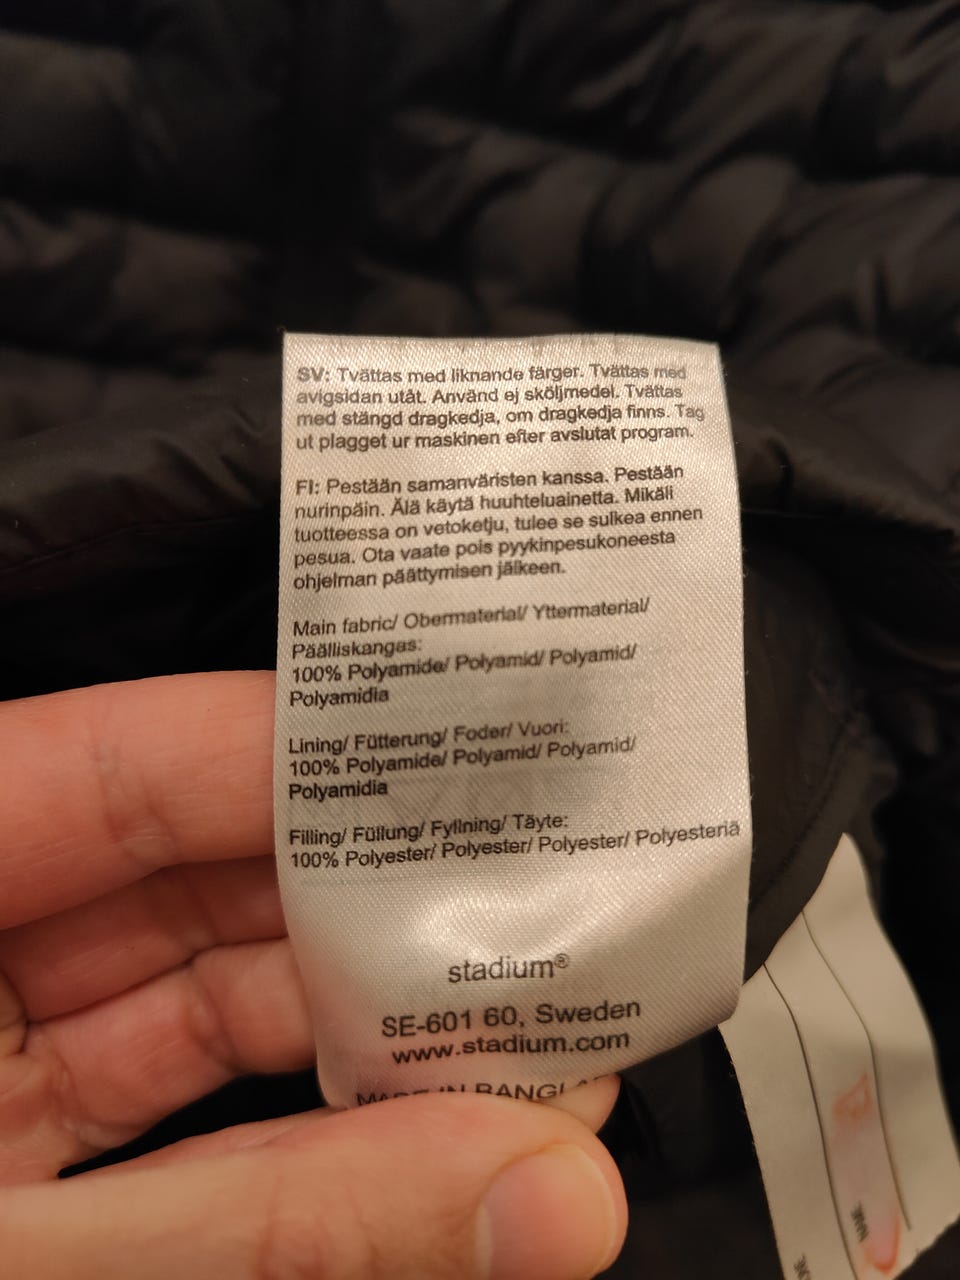 SV: Tvättas med liknande färger. Tvättas med
avigsidan utåt. Använd ej sköljmedel. Tvättas
med stängd dragkedja, om dragkedja finns. Tag
ut plagget ur maskinen efter avslutat program.
FI: Pestään samanväristen kanssa. Pestään
nurinpäin. Älä käytä huuhteluainetta. Mikäli
tuotteessa on vetoketju, tulee se sulkea ennen
pesua. Ota vaate pois pyykinpesukoneesta
ohjelman päättymisen jälkeen.
Main fabric/ Obermaterial/ Yttermaterial/
Päälliskangas:
100% Polyamide/ Polyamid/ Polyamid/
Polyamidia
Lining/ Fütterung/ Foder/ Vuori:
100% Polyamide/ Polyamid/ Polyamid/
Polyamidia
Filling/ Füllung/ Fyllning/ Täyte:
100% Polyester/ Polyester/ Polyester/ Polyesteriä
stadium®
SE-601 60, Sweden
www.stadium.com
MADE IN